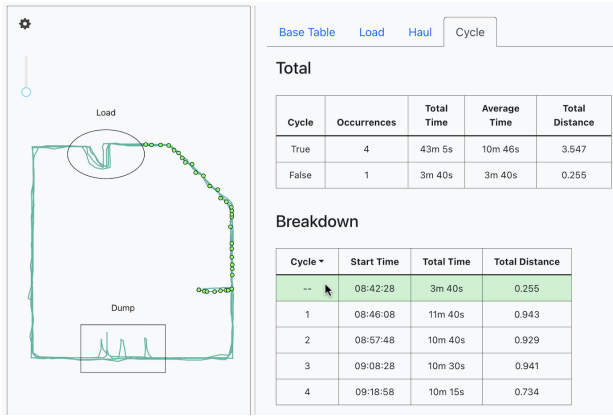 Load
Dump
Base Table Load Haul Cycle
Total
Cycle Occurrences Total Time Average Time Total Distance
True 4 43m 5s 10m 46s 3.547
False 1 3m 40s 3m 40s 0.255
Breakdown
Cycle Start Time Total Time Total Distance
-- 08:42:28 3m 40s 0.255
1 08:46:08 11m 40s 0.943
2 08:57:48 10m 40s 0.929
3 09:08:28 10m 30s 0.941
4 09:18:58 10m 15s 0.734